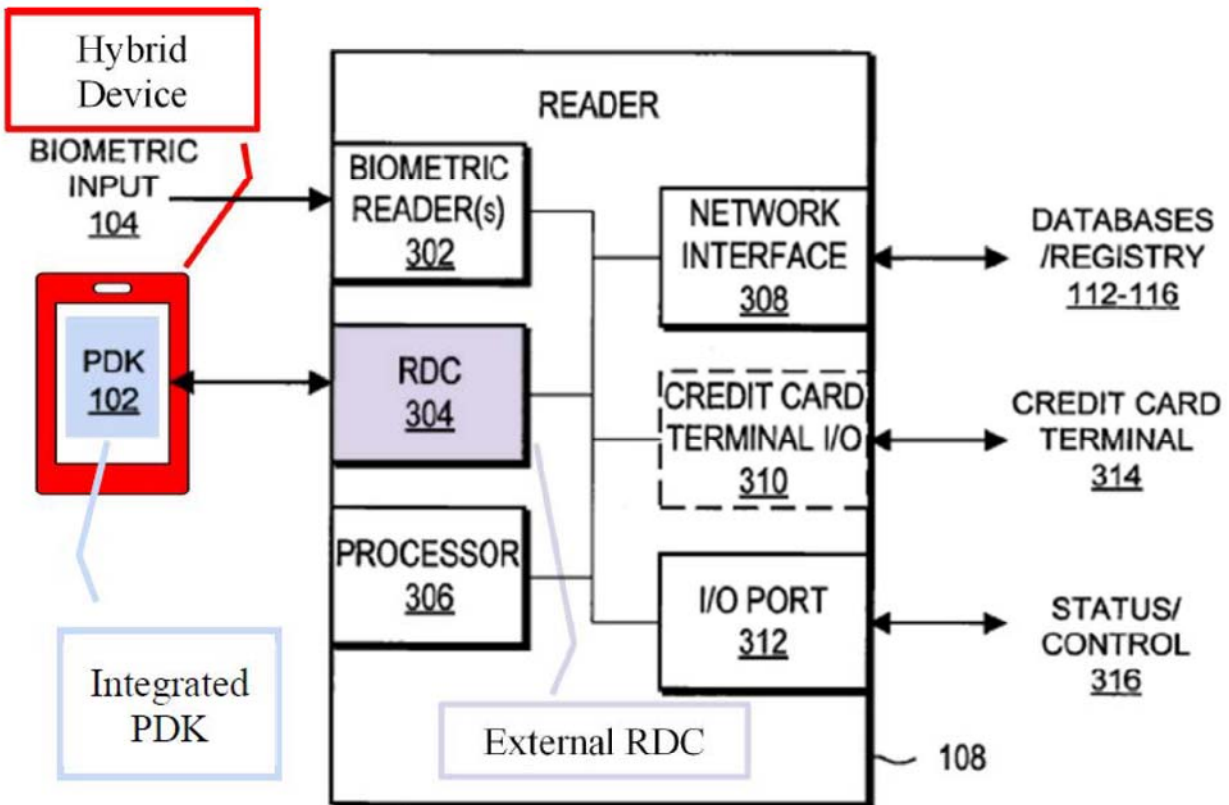 Hybrid
Device
BIOMETRIC
INPUT
104
PDK
102
Integrated
PDK
READER
BIOMETRIC
READER(s)
302
RDC
304
PROCESSOR
306
External RDC
NETWORK
INTERFACE
308
CREDIT CARD
TERMINAL I/O
310
I/O PORT
312
108
DATABASES
/REGISTRY
112-116
CREDIT CARD
TERMINAL
314
STATUS/
CONTROL
316